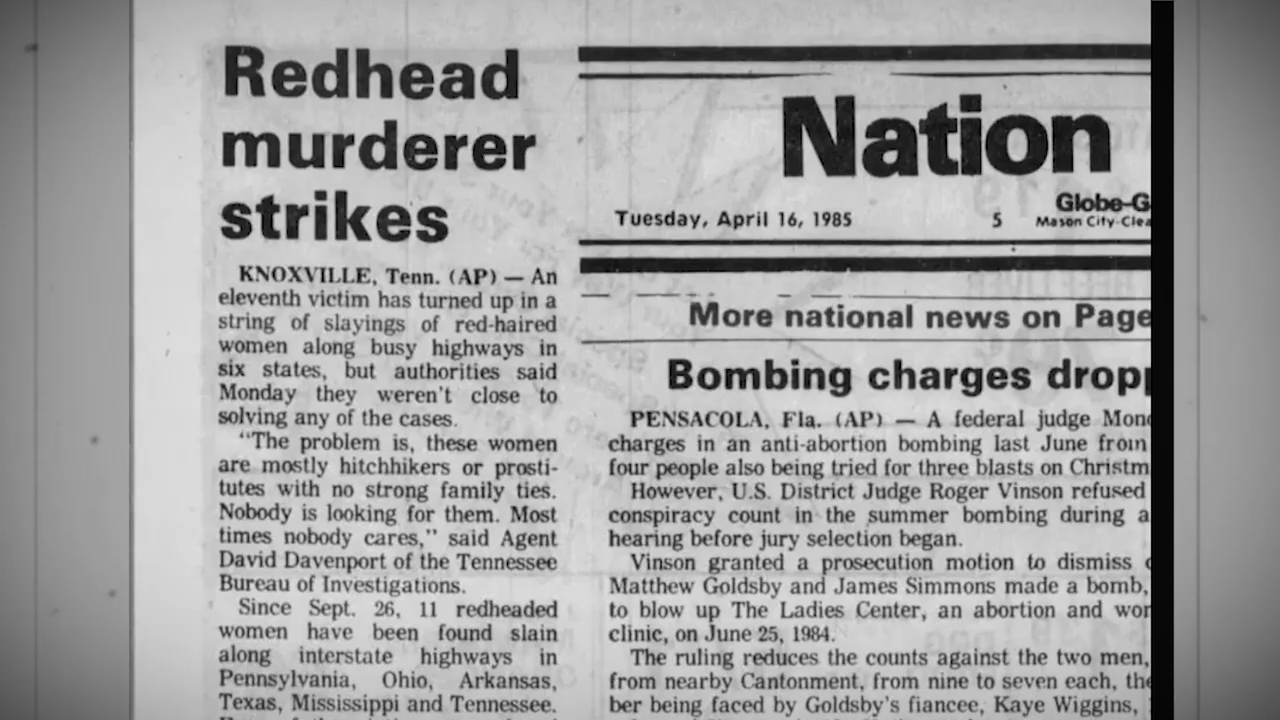 Redhead
murderer
strikes
KNOXVILLE, Tenn. (AP) — An
eleventh victim has turned up in a
string of slayings of red-haired
women along busy highways in
six states, but authorities said
Monday they weren't close to
solving any of the cases.
"The problem is, these women
are mostly hitchhikers or prosti-
tutes with no strong family ties.
Nobody is looking for them. Most
times nobody cares," said Agent
David Davenport of the Tennessee
Bureau of Investigations.
Since Sept. 26, 11 redheaded
women have been found slain
along interstate highways in
Pennsylvania, Ohio, Arkansas,
Texas, Mississippi and Tennessee.
Nation
Globe-G
Tuesday, April 16, 1985 5 Mason City-Clea
More national news on Page
Bombing charges drop
PENSACOLA, Fla. (AP) — A federal judge Mon
charges in an anti-abortion bombing last June from
four people also being tried for three blasts on Christm
However, U.S. District Judge Roger Vinson refused
conspiracy count in the summer bombing during a
hearing before jury selection began.
Vinson granted a prosecution motion to dismiss
Matthew Goldsby and James Simmons made a bomb,
to blow up The Ladies Center, an abortion and wor
clinic, on June 25, 1984.
The ruling reduces the counts against the two men,
from nearby Cantonment, from nine to seven each, the
ber being faced by Goldsby's fiancee, Kaye Wiggins,